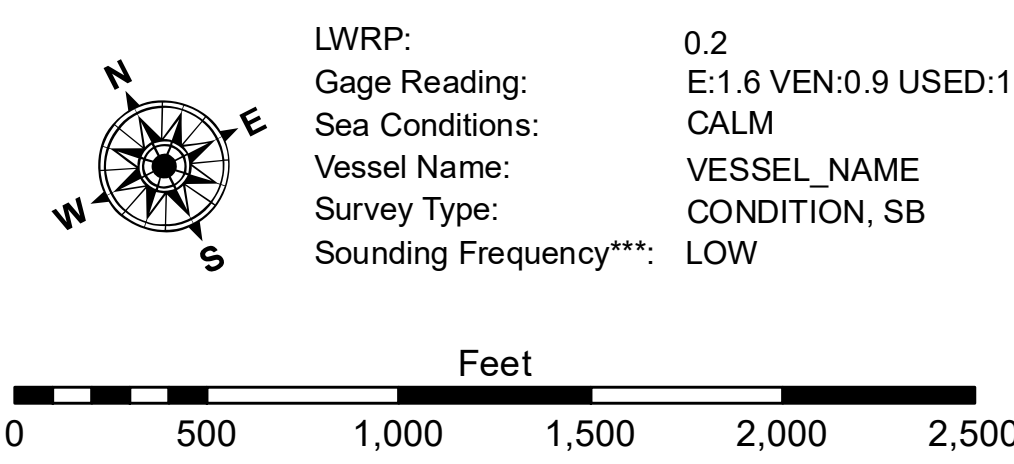 N
E
W
S
LWRP: 0.2
Gage Reading: E:1.6 VEN:0.9 USED:1
Sea Conditions: CALM
Vessel Name: VESSEL_NAME
Survey Type: CONDITION, SB
Sounding Frequency***: LOW
Feet
0 500 1,000 1,500 2,000 2,500